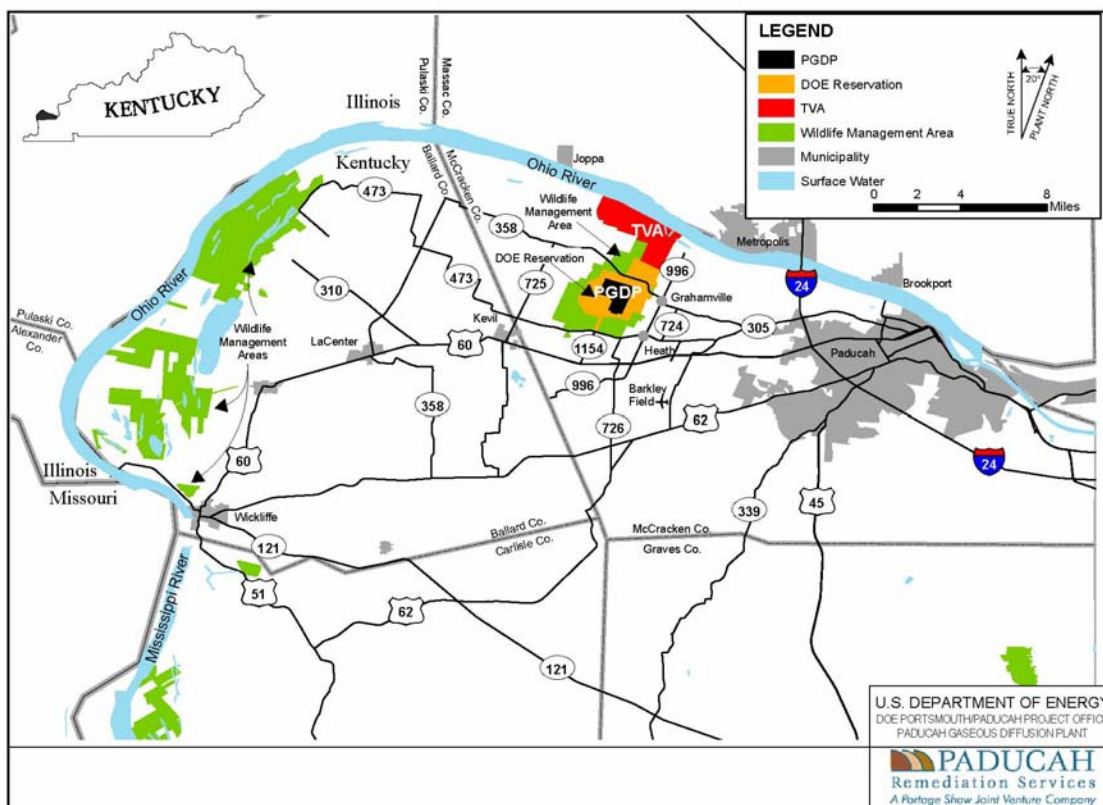 KENTUCKY
Illinois
Pulaski Co.
Massac Co.
Kentucky
Ballard Co.
McCracken Co.
Ohio River
Joppa
Ohio River
Pulaski Co.
Alexander Co.
Wildlife
Management
Areas
Wildlife
Management
Area
DOE Reservation
TVA
PGDP
473
358
473
725
996
310
Kevil
LaCenter
60
Grahamville
724
305
1154
Heath
996
Barkley
Field
358
726
62
Metropolis
24
Brookport
Paducah
24
60
Illinois
Missouri
Wickliffe
121
Ballard Co.
Carlisle Co.
McCracken Co.
Graves Co.
339
45
51
62
121
Mississippi River
LEGEND
PGDP
DOE Reservation
TVA
Wildlife Management Area
Municipality
Surface Water
TRUE NORTH
20°
PLANT NORTH
0 2 4 8
Miles
U.S. DEPARTMENT OF ENERGY
DOE PORTSMOUTH/PADUCAH PROJECT OFFICE
PADUCAH GASEOUS DIFFUSION PLANT
PADUCAH
Remediation Services
A Portage Shaw Joint Venture Company